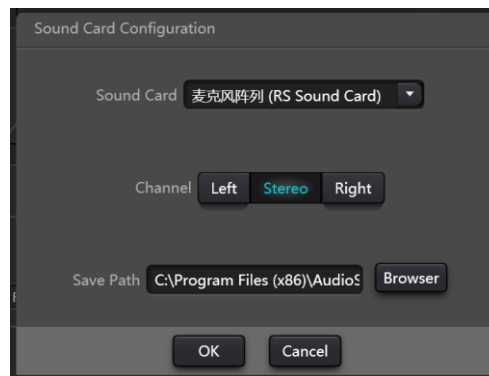 Sound Card Configuration
Sound Card 麦克风阵列 (RS Sound Card)
Channel Left Stereo Right
Save Path C:\Program Files (x86)\AudioS Browser
OK Cancel